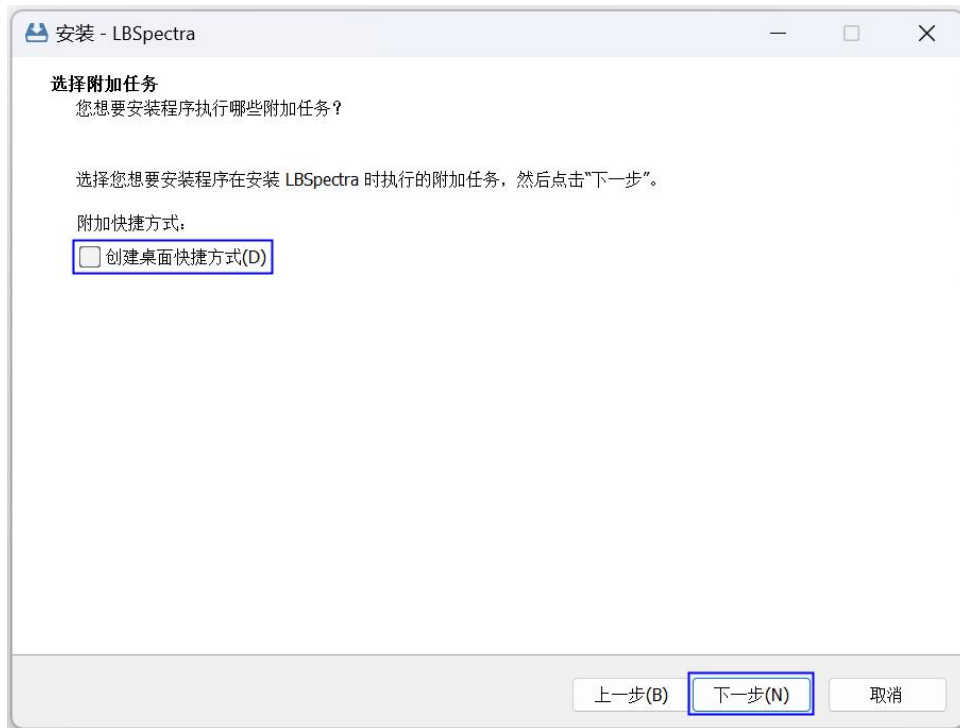 安装 - LBSpectra
选择附加任务
您想要安装程序执行哪些附加任务？
选择您想要安装程序在安装 LBSpectra 时执行的附加任务，然后点击“下一步”。
附加快捷方式：
创建桌面快捷方式(D)
上一步(B) 下一步(N) 取消